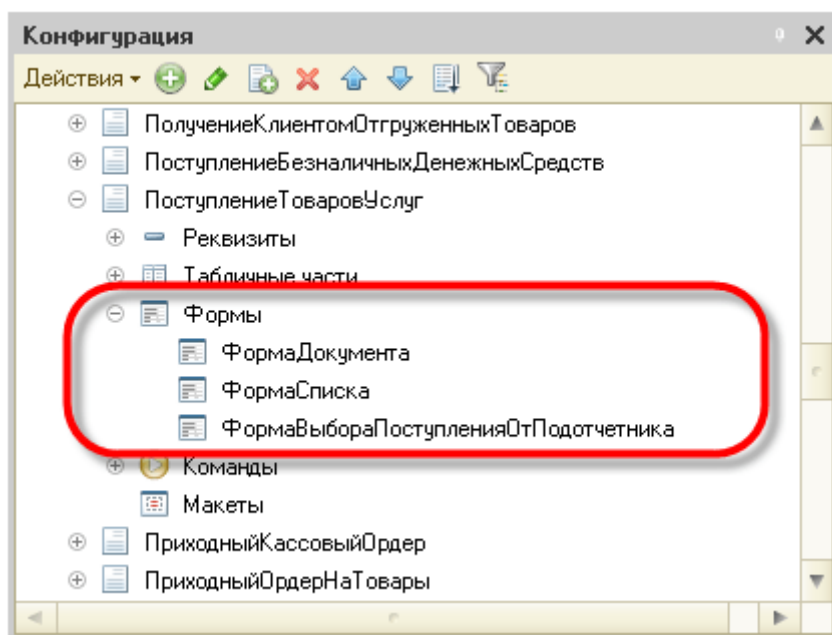 Конфигурация
Действия
ПолучениеКлиентомОтгруженныхТоваров
ПоступлениеБезналичныхДенежныхСредств
ПоступлениеТоваровУслуг
Реквизиты
Табличные части
Формы
ФормаДокумента
ФормаСписка
ФормаВыбораПоступленияОтПодотчетника
Команды
Макеты
ПриходныйКассовыйОрдер
ПриходныйОрдерНаТовары